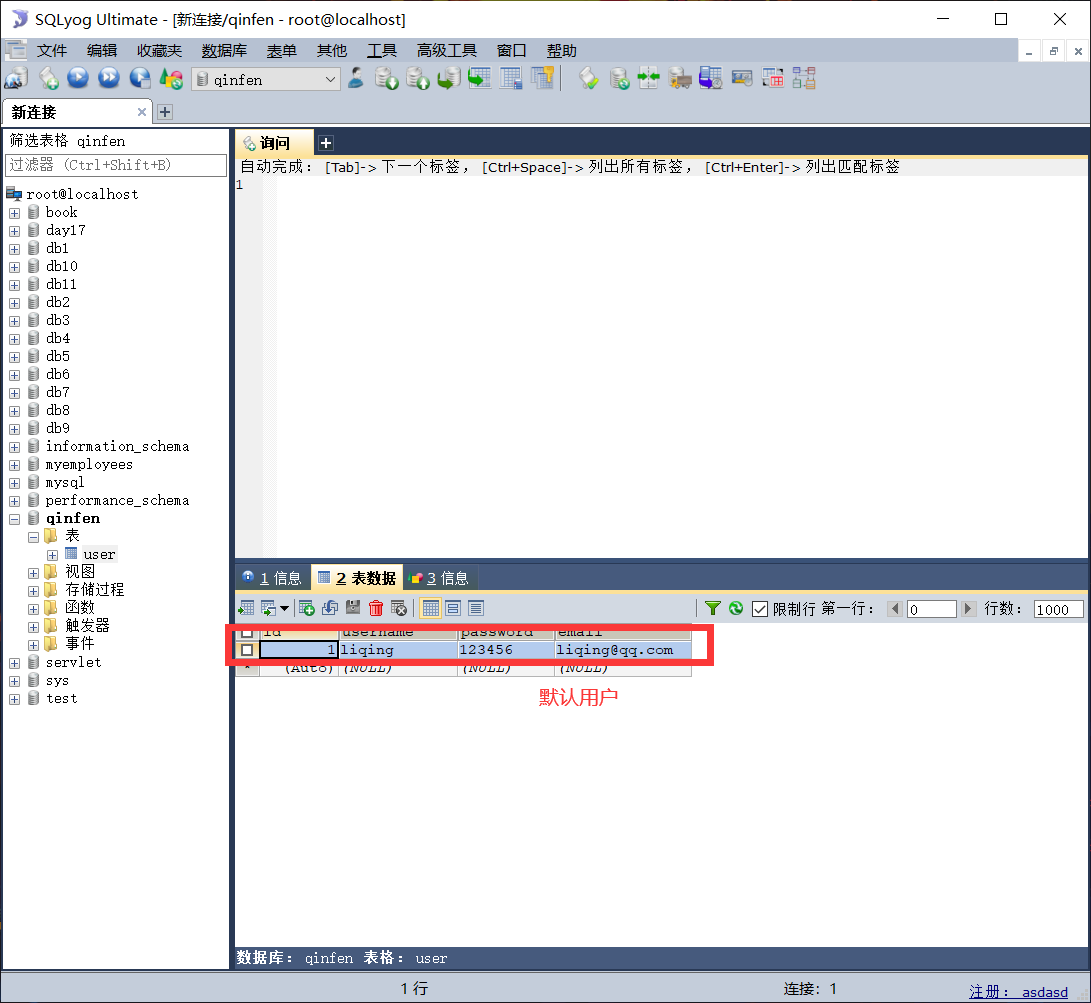 SQLyog Ultimate - [新连接/qinfen - root@localhost]
文件 编辑 收藏夹 数据库 表单 其他 工具 高级工具 窗口 帮助
qinfen
新连接
筛选表格 qinfen
过滤器 (Ctrl+Shift+B)
root@localhost
book
day17
db1
db10
db11
db2
db3
db4
db5
db6
db7
db8
db9
information_schema
myemployees
mysql
performance_schema
qinfen
表
user
视图
存储过程
函数
触发器
事件
servlet
sys
test
询问
自动完成： [Tab]-> 下一个标签， [Ctrl+Space]-> 列出所有标签， [Ctrl+Enter]-> 列出匹配标签
1
1 信息 2 表数据 3 信息
限制行 第一行： 0 行数： 1000
id username password email
1 liqing 123456 liqing@qq.com
* (Auto) (NULL) (NULL) (NULL)
默认用户
数据库： qinfen 表格： user
1 行 连接： 1 注册： asdasd